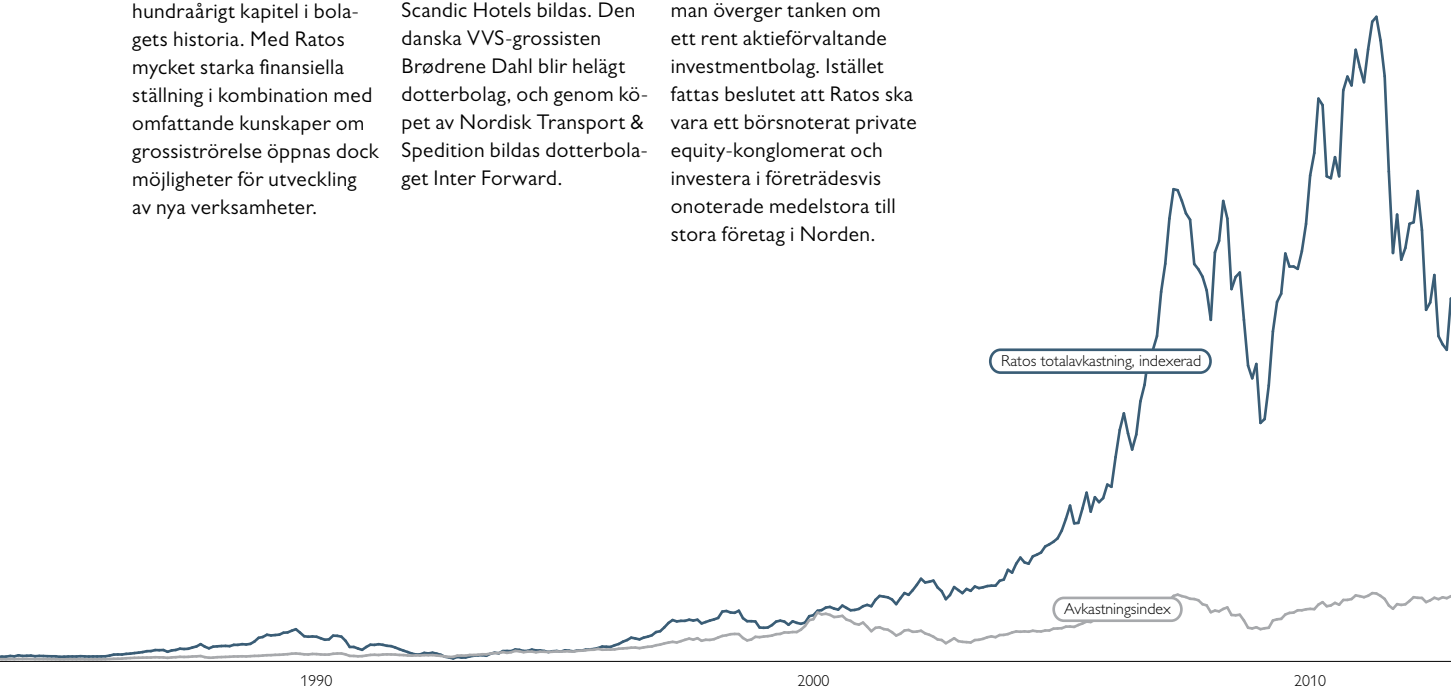 hundraårigt kapitel i bola-
gets historia. Med Ratos
mycket starka finansiella
ställning i kombination med
omfattande kunskaper om
grossiströrelse öppnas dock
möjligheter för utveckling
av nya verksamheter.
Scandic Hotels bildas. Den
danska VVS-grossisten
Brødrene Dahl blir helägt
dotterbolag, och genom kö-
pet av Nordisk Transport &
Spedition bildas dotterbola-
get Inter Forward.
man överger tanken om
ett rent aktieförvaltande
investmentbolag. Istället
fattas beslutet att Ratos ska
vara ett börsnoterat private
equity-konglomerat och
investera i företrädesvis
onoterade medelstora till
stora företag i Norden.
Ratos totalavkastning, indexerad
Avkastningsindex
1990
2000
2010